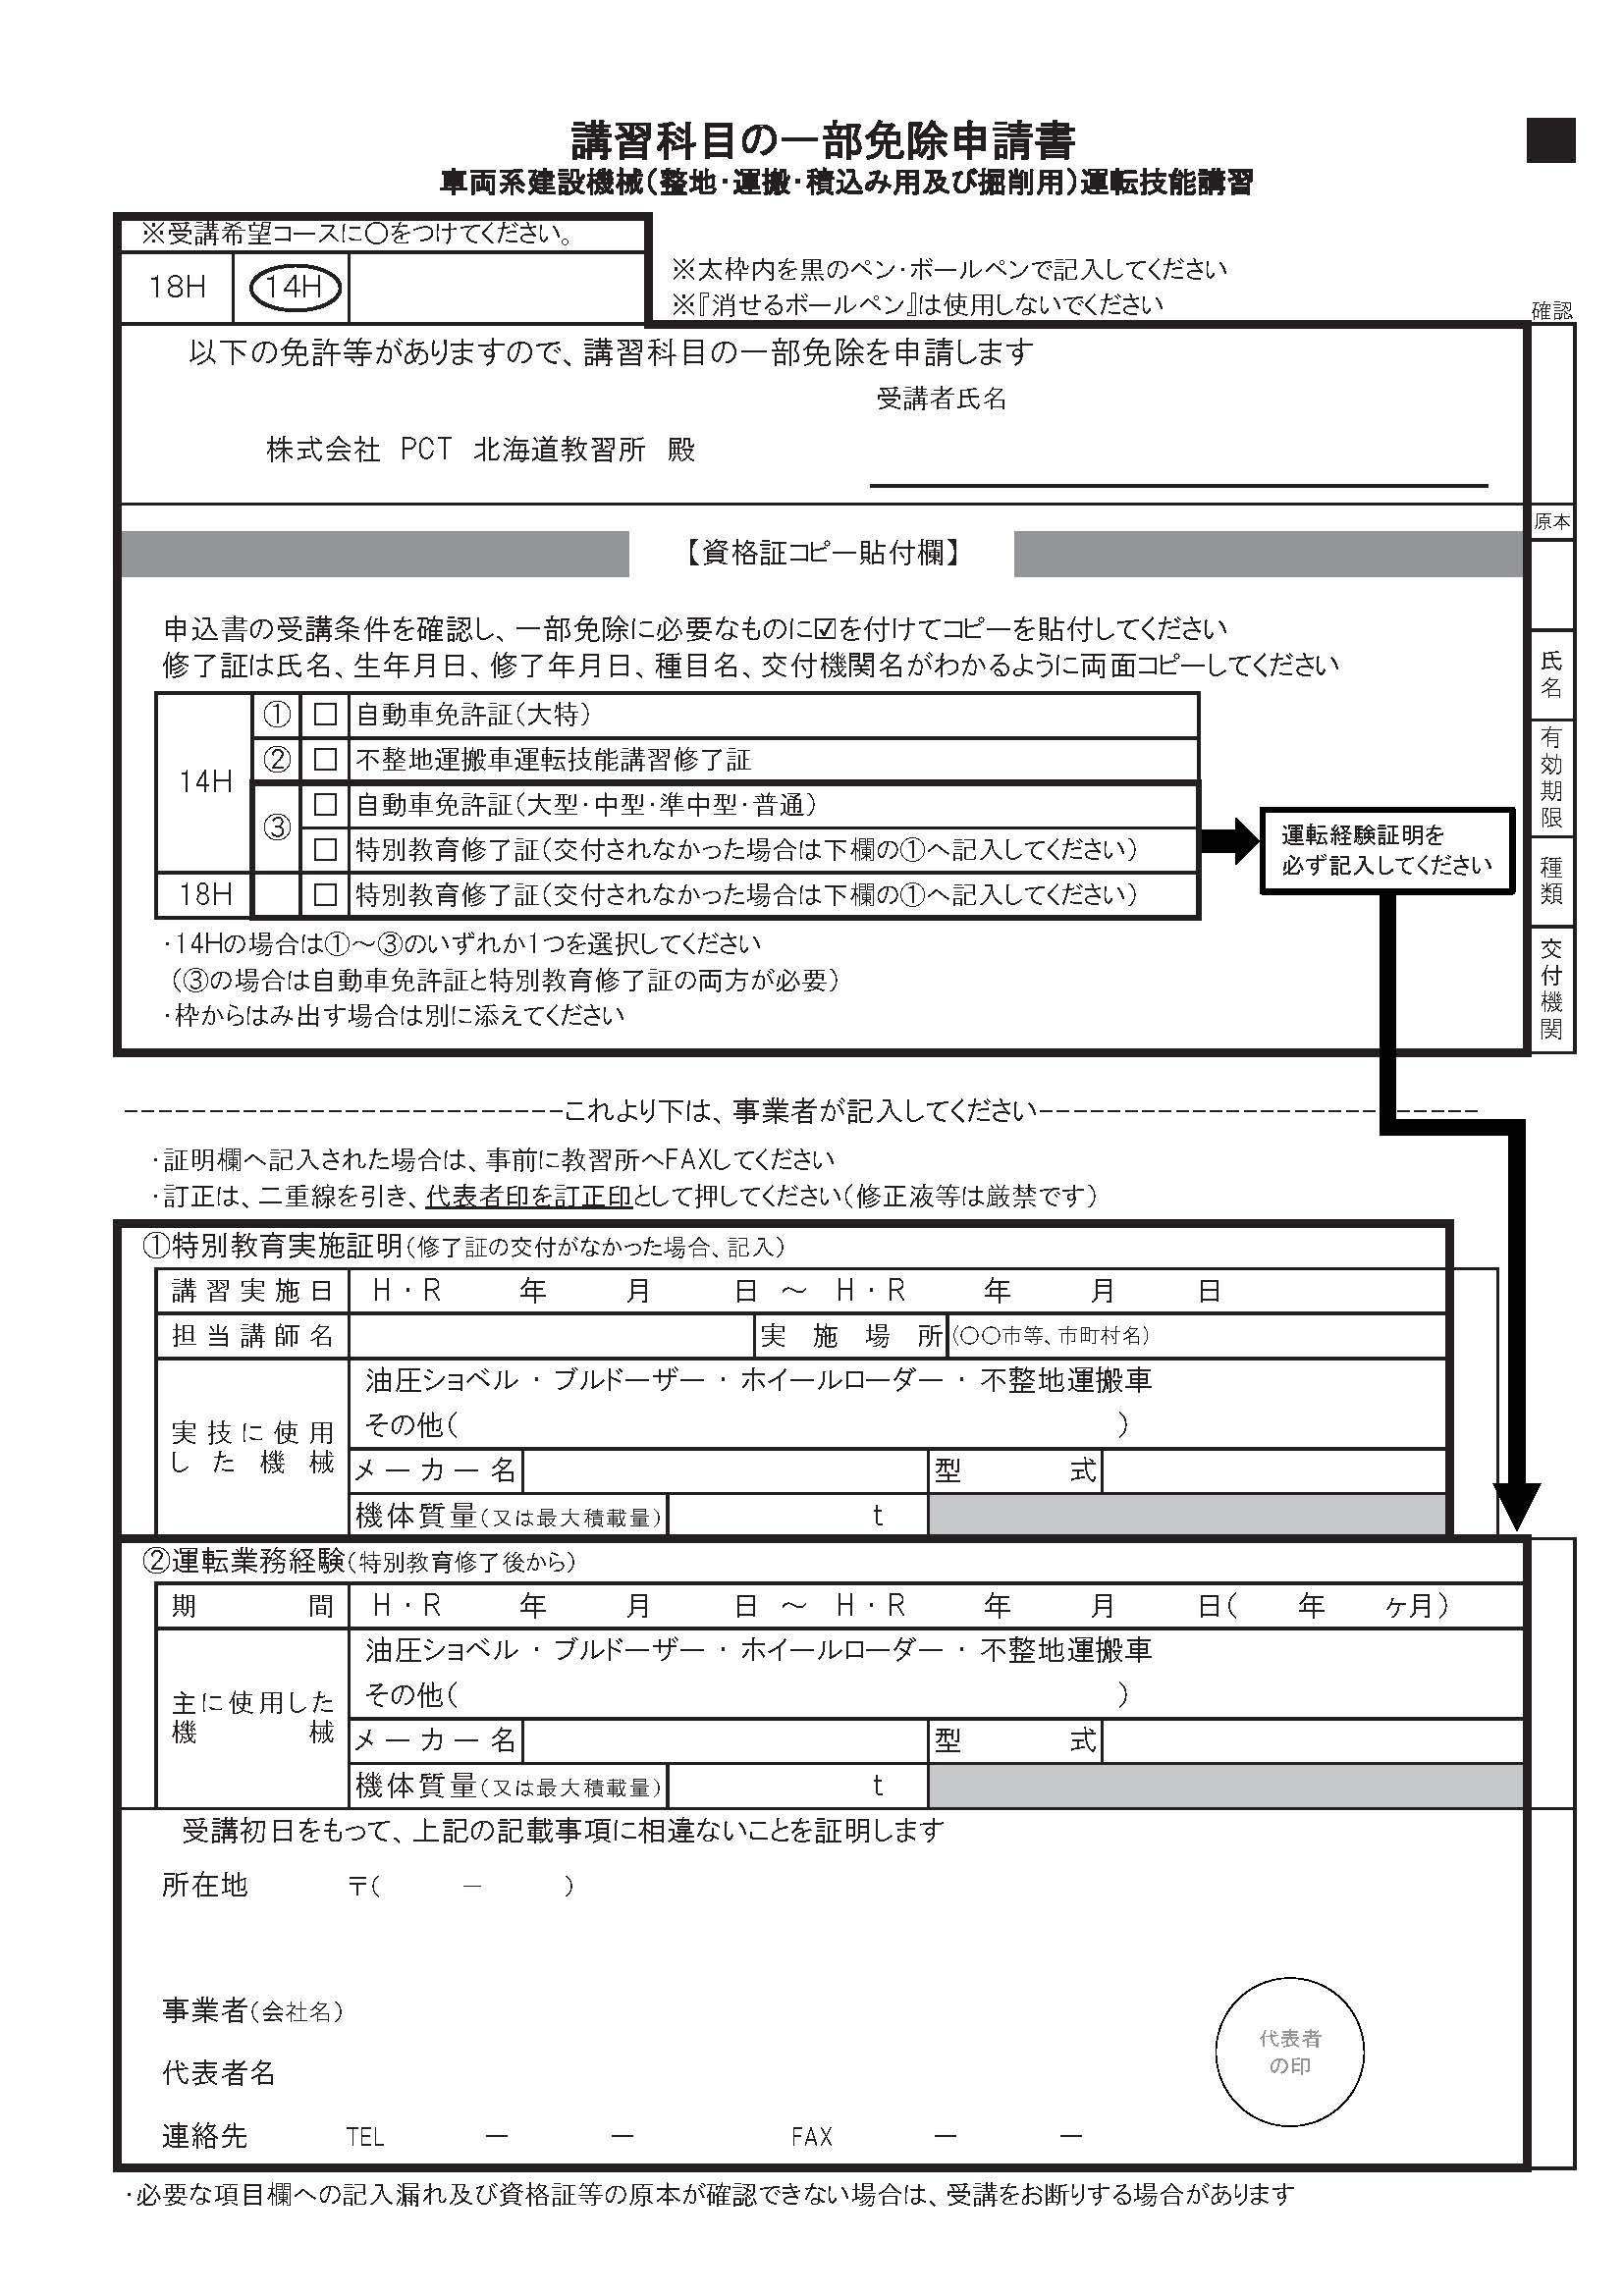 講習科目の一部免除申請書
車両系建設機械（整地・運搬・積込み用及び掘削用）運転技能講習
※受講希望コースに〇をつけてください。
18H 14H
※太枠内を黒のペン・ボールペンで記入してください
※『消せるボールペン』は使用しないでください
確認
以下の免許等がありますので、講習科目の一部免除を申請します
受講者氏名
株式会社 PCT 北海道教習所 殿
原本
【資格証コピー貼付欄】
申込書の受講条件を確認し、一部免除に必要なものに☑を付けてコピーを貼付してください
修了証は氏名、生年月日、修了年月日、種目名、交付機関名がわかるように両面コピーしてください
氏名
有効期限
種類
交付機関
14H
① □ 自動車免許証（大特）
② □ 不整地運搬車運転技能講習修了証
③ □ 自動車免許証（大型・中型・準中型・普通）
□ 特別教育修了証（交付されなかった場合は下欄の①へ記入してください）
18H □ 特別教育修了証（交付されなかった場合は下欄の①へ記入してください）
運転経験証明を
必ず記入してください
・14Hの場合は①～③のいずれか1つを選択してください
（③の場合は自動車免許証と特別教育修了証の両方が必要）
・枠からはみ出す場合は別に添えてください
--------------------------これより下は、事業者が記入してください--------------------------
・証明欄へ記入された場合は、事前に教習所へFAXしてください
・訂正は、二重線を引き、代表者印を訂正印として押してください（修正液等は厳禁です）
①特別教育実施証明（修了証の交付がなかった場合、記入）
講習実施日 H・R 年 月 日 ～ H・R 年 月 日
担当講師名 実施場所 （〇〇市等、市町村名）
実技に使用
した機械
油圧ショベル ・ ブルドーザー ・ ホイールローダー ・ 不整地運搬車
その他（ ）
メーカー名 型式
機体質量（又は最大積載量） t
②運転業務経験（特別教育修了後から）
期間 H・R 年 月 日 ～ H・R 年 月 日（ 年 ヶ月）
主に使用した
機械
油圧ショベル ・ ブルドーザー ・ ホイールローダー ・ 不整地運搬車
その他（ ）
メーカー名 型式
機体質量（又は最大積載量） t
受講初日をもって、上記の記載事項に相違ないことを証明します
所在地 〒（ － ）
事業者（会社名）
代表者
の印
代表者名
連絡先 TEL － － FAX － －
・必要な項目欄への記入漏れ及び資格証等の原本が確認できない場合は、受講をお断りする場合があります